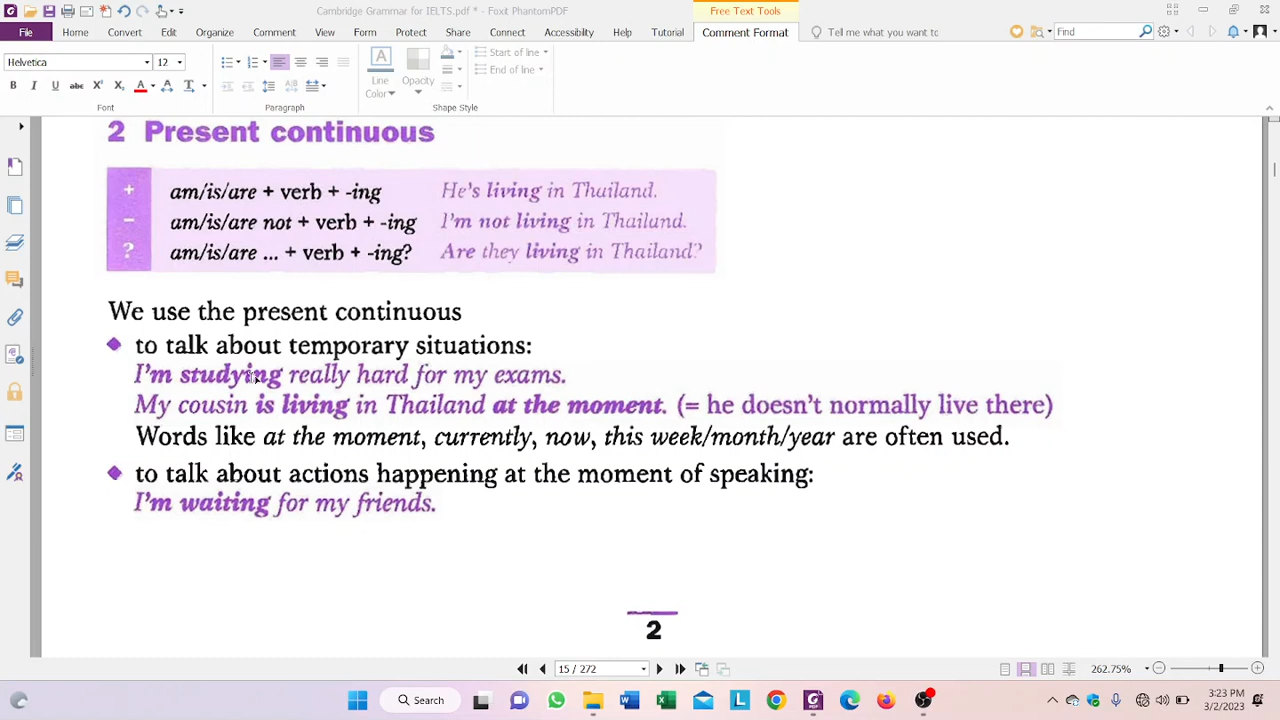 Cambridge Grammar for IELTS.pdf * - Foxit PhantomPDF
Free Text Tools
File Home Convert Edit Organize Comment View Form Protect Share Connect Accessibility Help Tutorial Comment Format Tell me what you want to do Find
Helvetica 12
Start of line
End of line
Line Color
Opacity
Font Paragraph Shape Style
2 Present continuous
+ am/is/are + verb + -ing He's living in Thailand.
- am/is/are not + verb + -ing I'm not living in Thailand.
? am/is/are ... + verb + -ing? Are they living in Thailand?
We use the present continuous
◆ to talk about temporary situations:
I'm studying really hard for my exams.
My cousin is living in Thailand at the moment. (= he doesn't normally live there)
Words like at the moment, currently, now, this week/month/year are often used.
◆ to talk about actions happening at the moment of speaking:
I'm waiting for my friends.
2
15 / 272 262.75%
Search
3:23 PM
3/2/2023